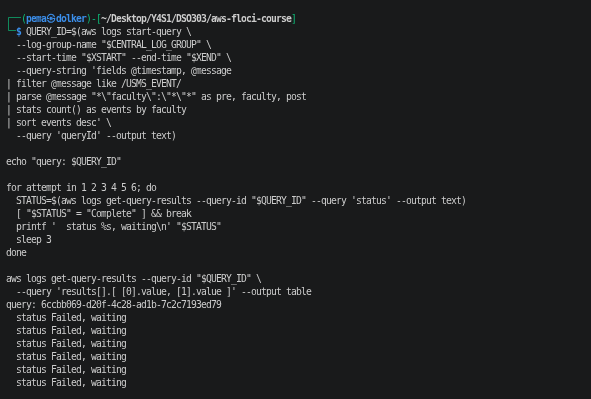 ┌──(pema㉿dolker)-[~/Desktop/Y4S1/DSO303/aws-floci-course]
└─$ QUERY_ID=$(aws logs start-query \
  --log-group-name "$CENTRAL_LOG_GROUP" \
  --start-time "$XSTART" --end-time "$XEND" \
  --query-string 'fields @timestamp, @message
| filter @message like /USMS_EVENT/
| parse @message "*\"faculty\":\"*\"*" as pre, faculty, post
| stats count() as events by faculty
| sort events desc' \
  --query 'queryId' --output text)

echo "query: $QUERY_ID"

for attempt in 1 2 3 4 5 6; do
  STATUS=$(aws logs get-query-results --query-id "$QUERY_ID" --query 'status' --output text)
  [ "$STATUS" = "Complete" ] && break
  printf '  status %s, waiting\n' "$STATUS"
  sleep 3
done

aws logs get-query-results --query-id "$QUERY_ID" \
  --query 'results[].[ [0].value, [1].value ]' --output table
query: 6ccbb069-d20f-4c28-ad1b-7c2c7193ed79
  status Failed, waiting
  status Failed, waiting
  status Failed, waiting
  status Failed, waiting
  status Failed, waiting
  status Failed, waiting